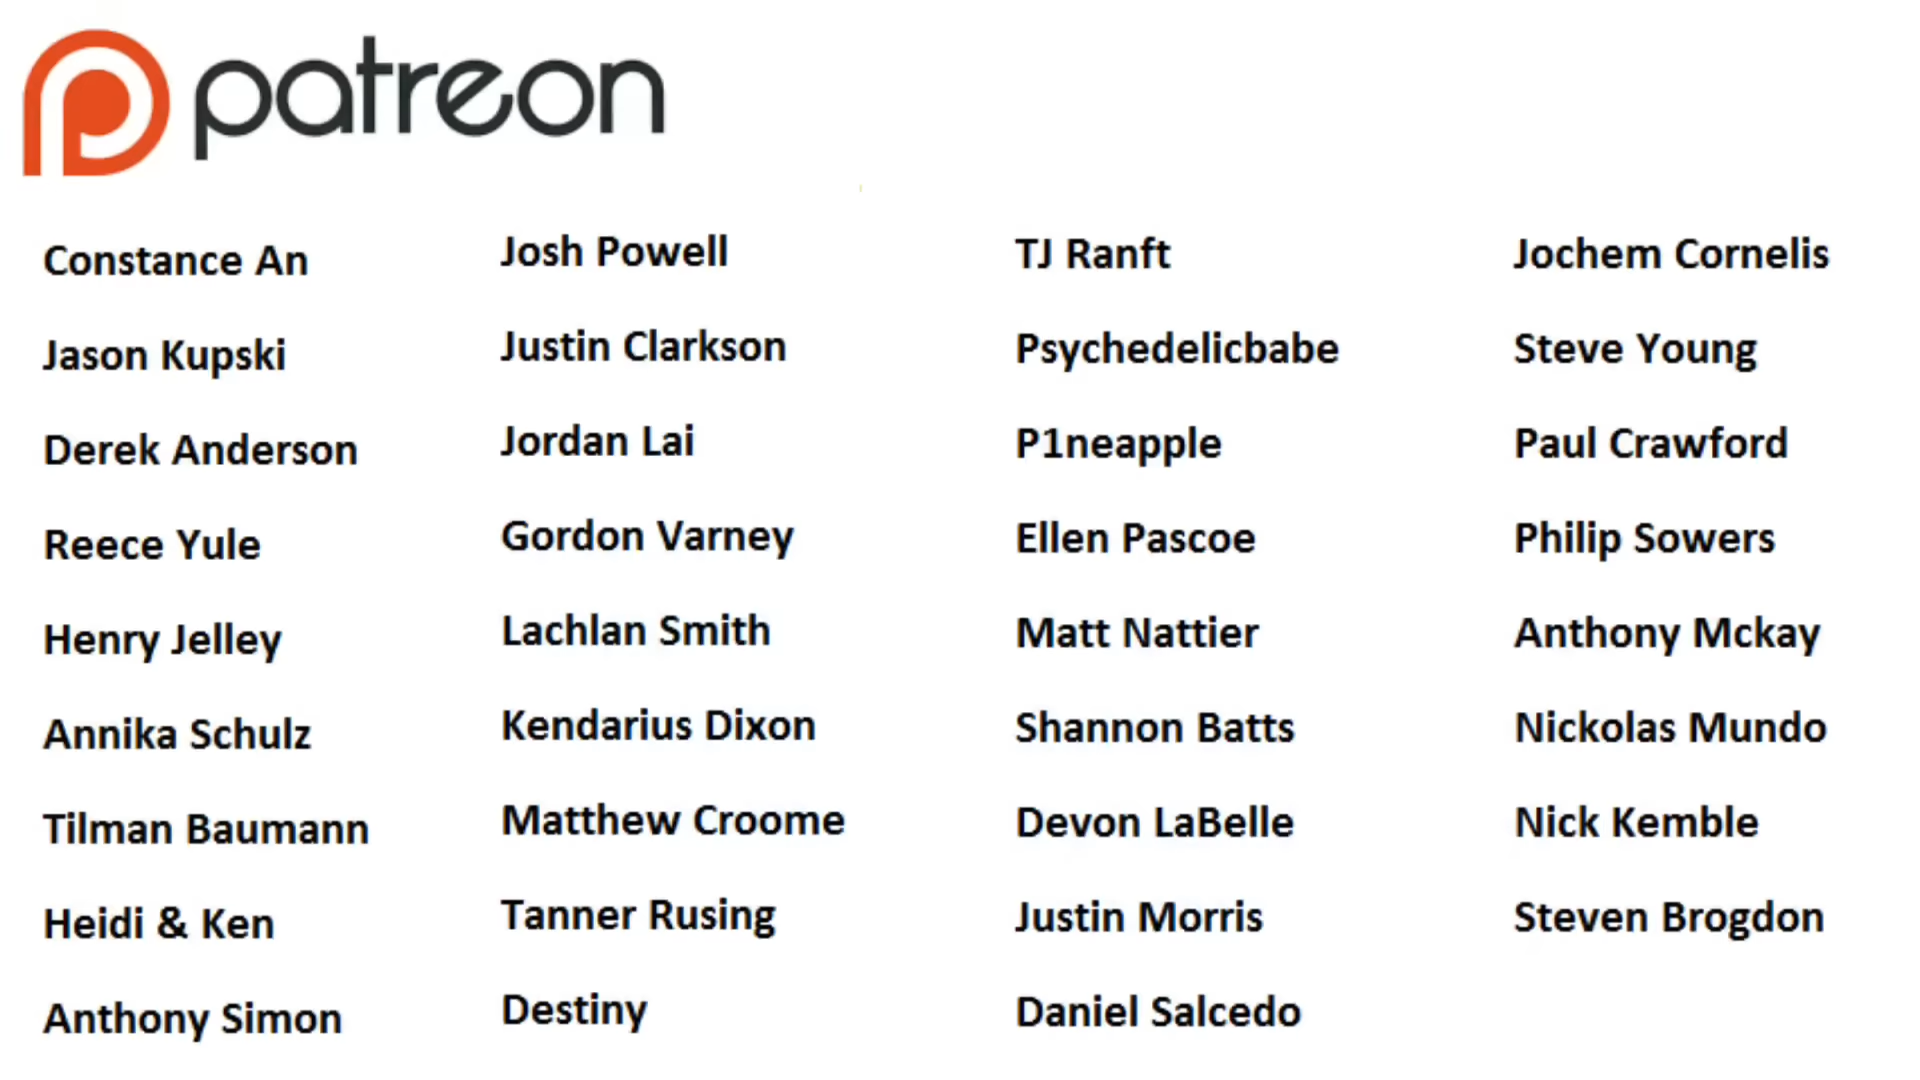 patreon
Constance An
Jason Kupski
Derek Anderson
Reece Yule
Henry Jelley
Annika Schulz
Tilman Baumann
Heidi & Ken
Anthony Simon
Josh Powell
Justin Clarkson
Jordan Lai
Gordon Varney
Lachlan Smith
Kendarius Dixon
Matthew Croome
Tanner Rusing
Destiny
TJ Ranft
Psychedelicbabe
P1neapple
Ellen Pascoe
Matt Nattier
Shannon Batts
Devon LaBelle
Justin Morris
Daniel Salcedo
Jochem Cornelis
Steve Young
Paul Crawford
Philip Sowers
Anthony Mckay
Nickolas Mundo
Nick Kemble
Steven Brogdon